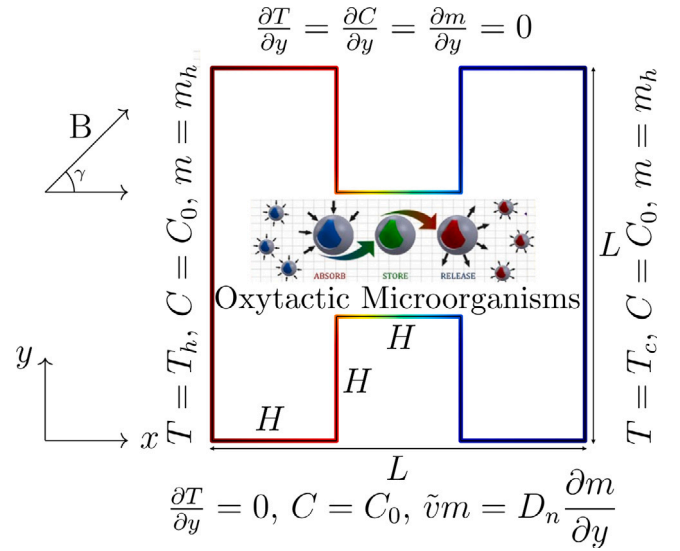 ∂T/∂y = ∂C/∂y = ∂m/∂y = 0
B
γ
T = T_h, C = C_0, m = m_h
ABSORB STORE RELEASE
Oxytactic Microorganisms
H
H
H
L
L
T = T_c, C = C_0, m = m_h
y
x
∂T/∂y = 0, C = C_0, ṽm = D_n ∂m/∂y